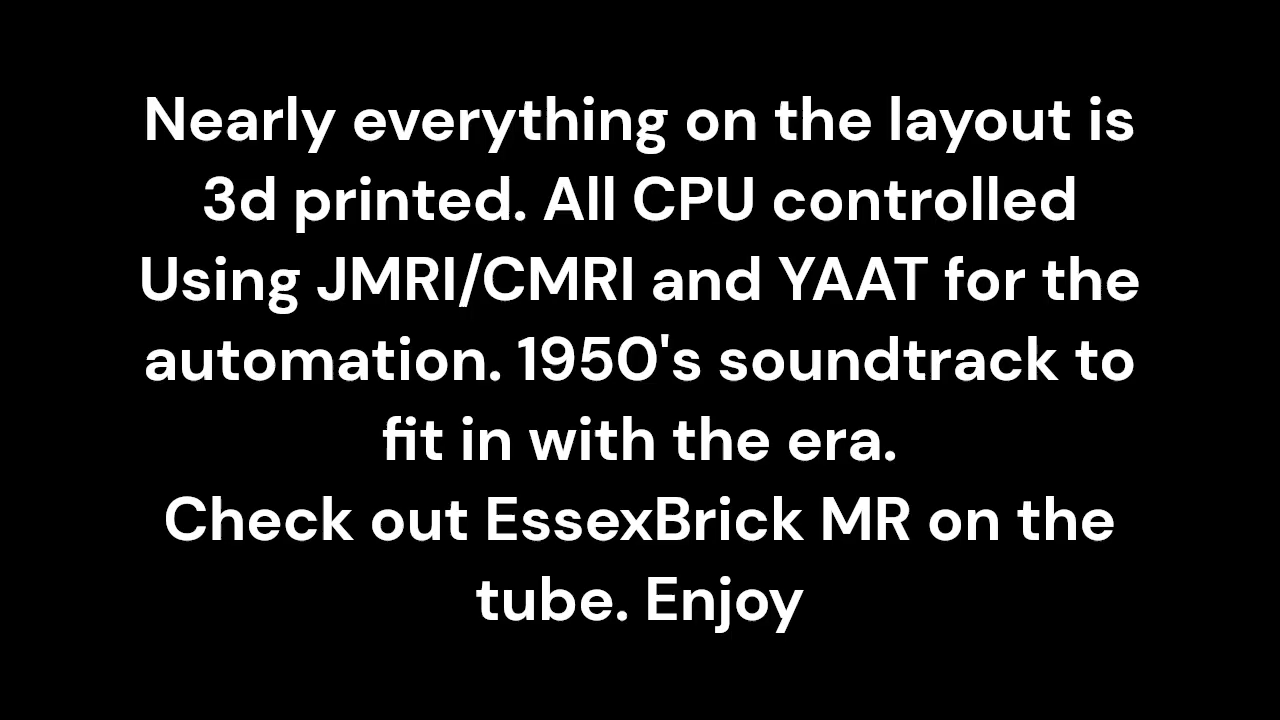 Nearly everything on the layout is
3d printed. All CPU controlled
Using JMRI/CMRI and YAAT for the
automation. 1950's soundtrack to
fit in with the era.
Check out EssexBrick MR on the
tube. Enjoy